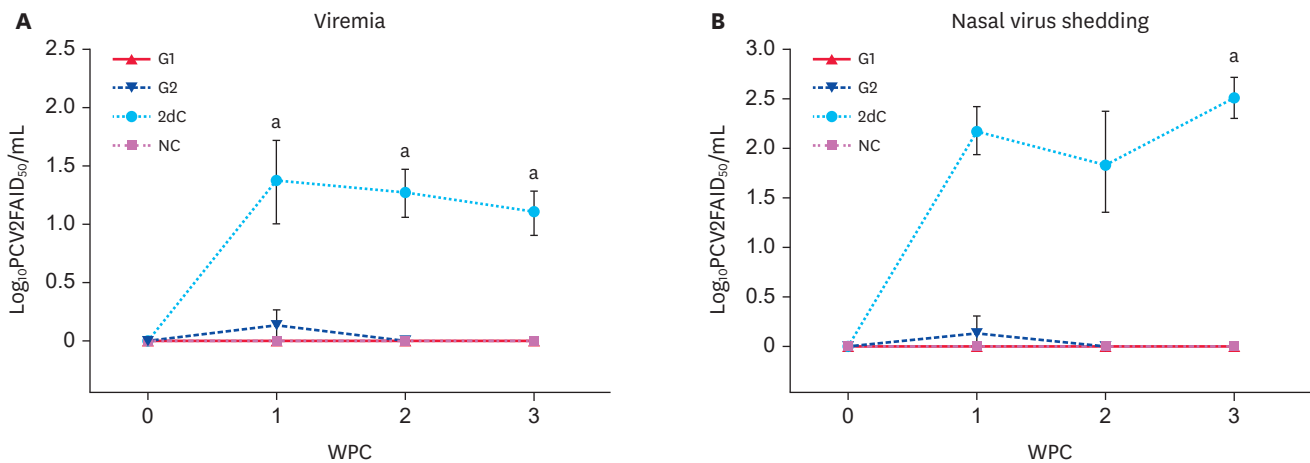 A
Viremia
Log₁₀PCV2FAID₅₀/mL
2.5
2.0
1.5
1.0
0.5
0
G1
G2
2dC
NC
a
a
a
0
1
2
3
WPC
B
Nasal virus shedding
Log₁₀PCV2FAID₅₀/mL
3.0
2.5
2.0
1.5
1.0
0.5
0
G1
G2
2dC
NC
a
0
1
2
3
WPC